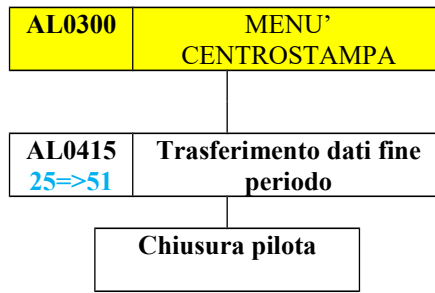 AL0300 MENU’
CENTROSTAMPA
AL0415 Trasferimento dati fine
25=>51 periodo
Chiusura pilota